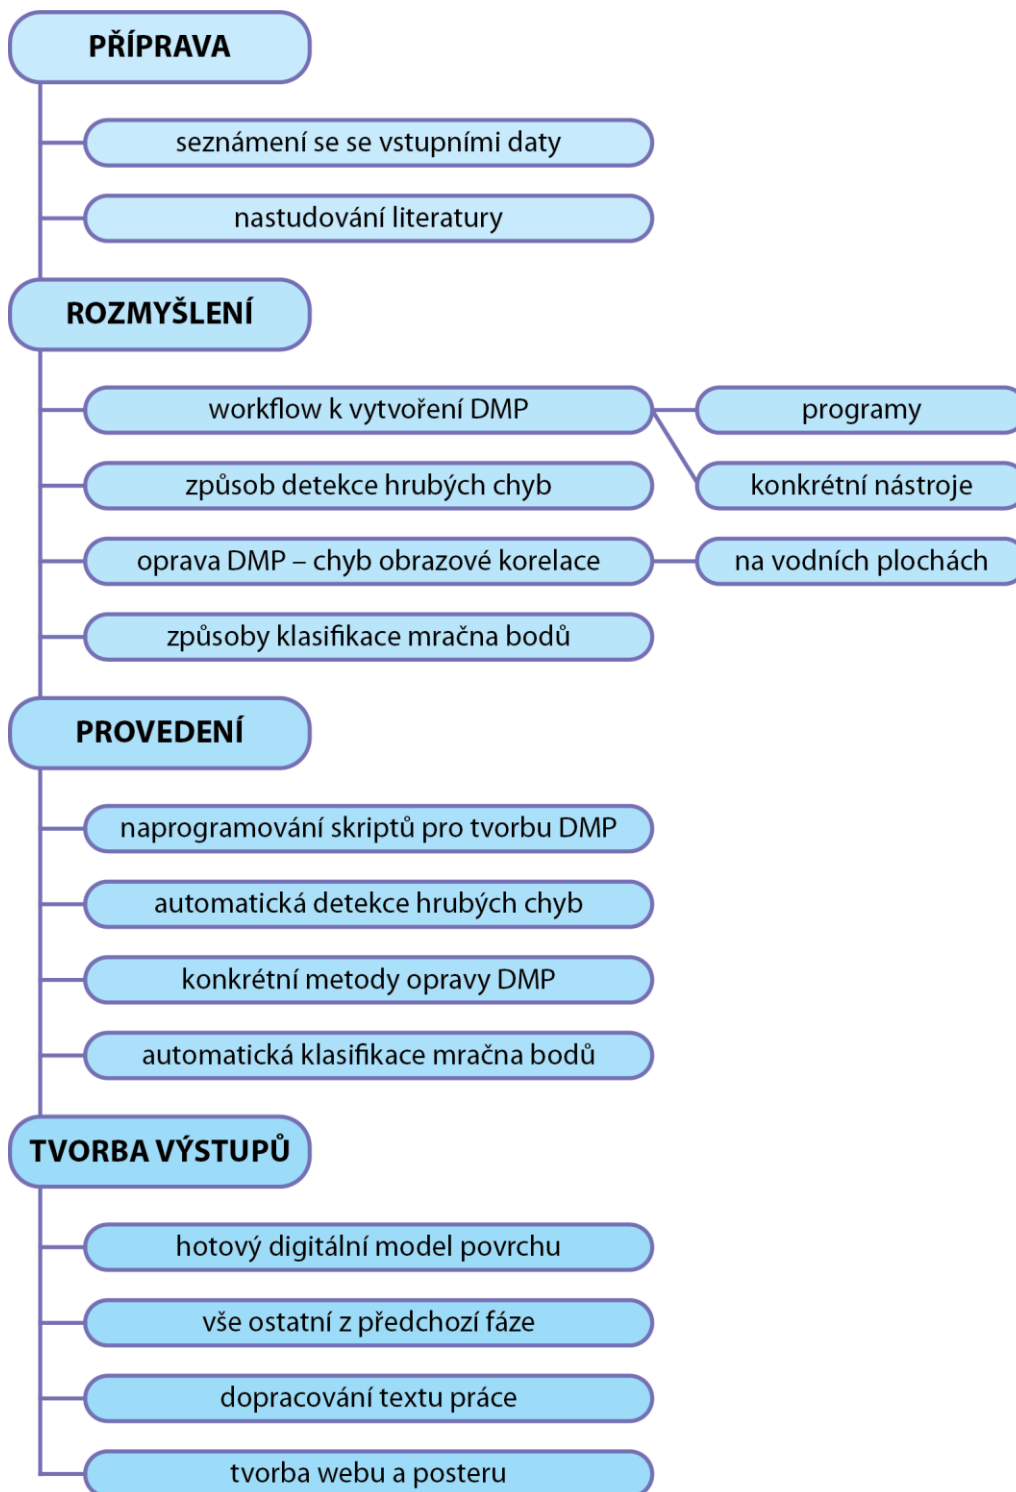 PŘÍPRAVA
seznámení se se vstupními daty
nastudování literatury
ROZMYŠLENÍ
workflow k vytvoření DMP
programy
způsob detekce hrubých chyb
konkrétní nástroje
oprava DMP – chyb obrazové korelace
na vodních plochách
způsoby klasifikace mračna bodů
PROVEDENÍ
naprogramování skriptů pro tvorbu DMP
automatická detekce hrubých chyb
konkrétní metody opravy DMP
automatická klasifikace mračna bodů
TVORBA VÝSTUPŮ
hotový digitální model povrchu
vše ostatní z předchozí fáze
dopracování textu práce
tvorba webu a posteru